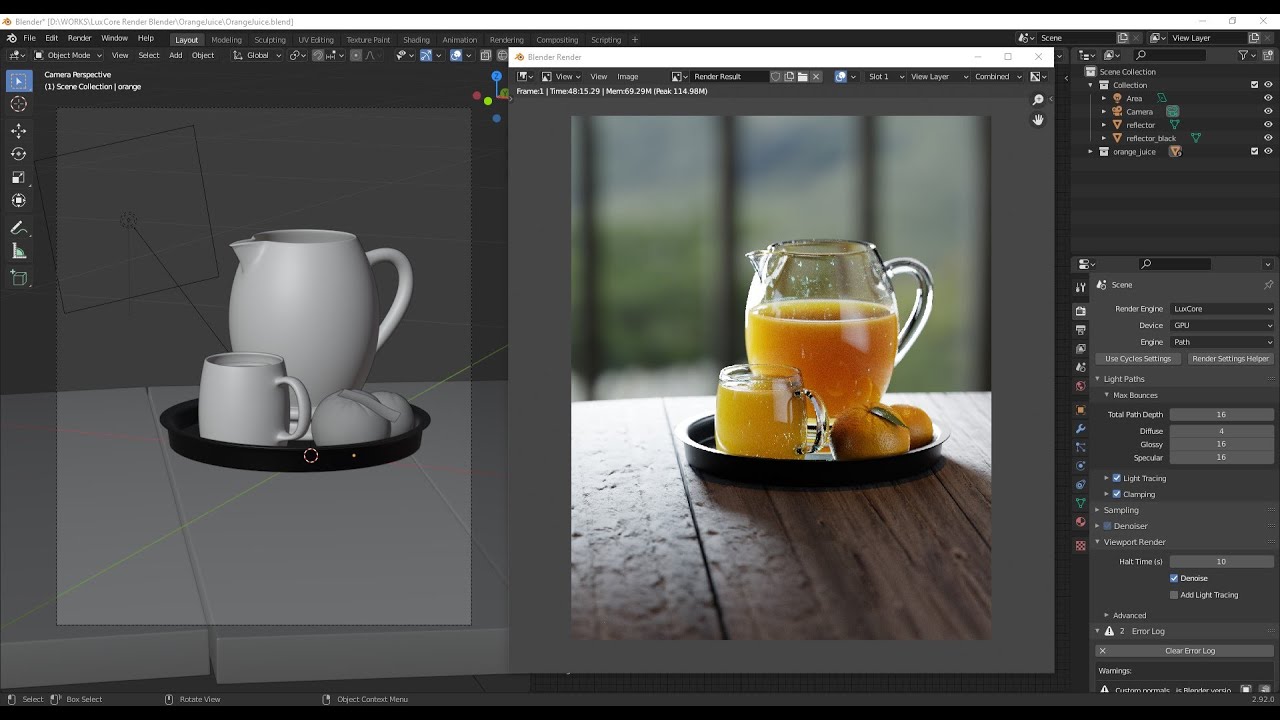 Blender* [D:\WORKS\LuxCore Render Blender\OrangeJuice\OrangeJuice.blend]
File Edit Render Window Help Layout Modeling Sculpting UV Editing Texture Paint Shading Animation Rendering Compositing Scripting + Scene View Layer
Object Mode View Select Add Object Global
Camera Perspective
(1) Scene Collection | orange
Z
Blender Render
View View Image Render Result Slot 1 View Layer Combined
Frame:1 | Time:48:15.29 | Mem:69.29M (Peak 114.98M)
Scene Collection
Collection
Area
Camera
reflector
reflector_black
orange_juice
Scene
Render Engine LuxCore
Device GPU
Engine Path
Use Cycles Settings Render Settings Helper
Light Paths
Max Bounces
Total Path Depth 16
Diffuse 4
Glossy 16
Specular 16
Light Tracing
Clamping
Sampling
Denoiser
Viewport Render
Halt Time (s) 10
Denoise
Add Light Tracing
Advanced
2 Error Log
Clear Error Log
Warnings:
Custom normals
is Blender versio
Select Box Select Rotate View Object Context Menu 2.92.0